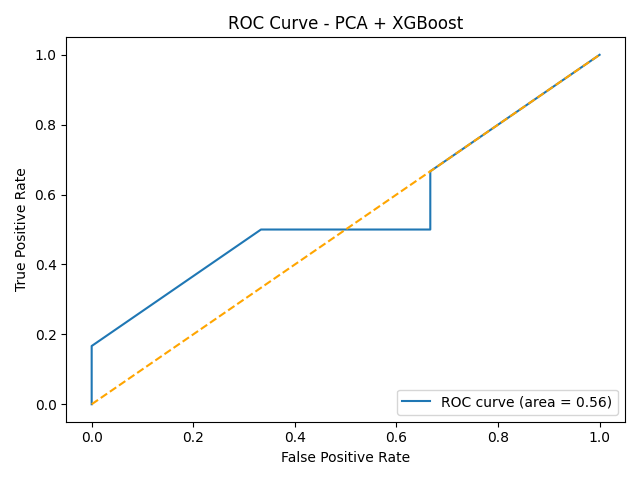 ROC Curve - PCA + XGBoost
True Positive Rate
1.0
0.8
0.6
0.4
0.2
0.0
ROC curve (area = 0.56)
0.0 0.2 0.4 0.6 0.8 1.0
False Positive Rate